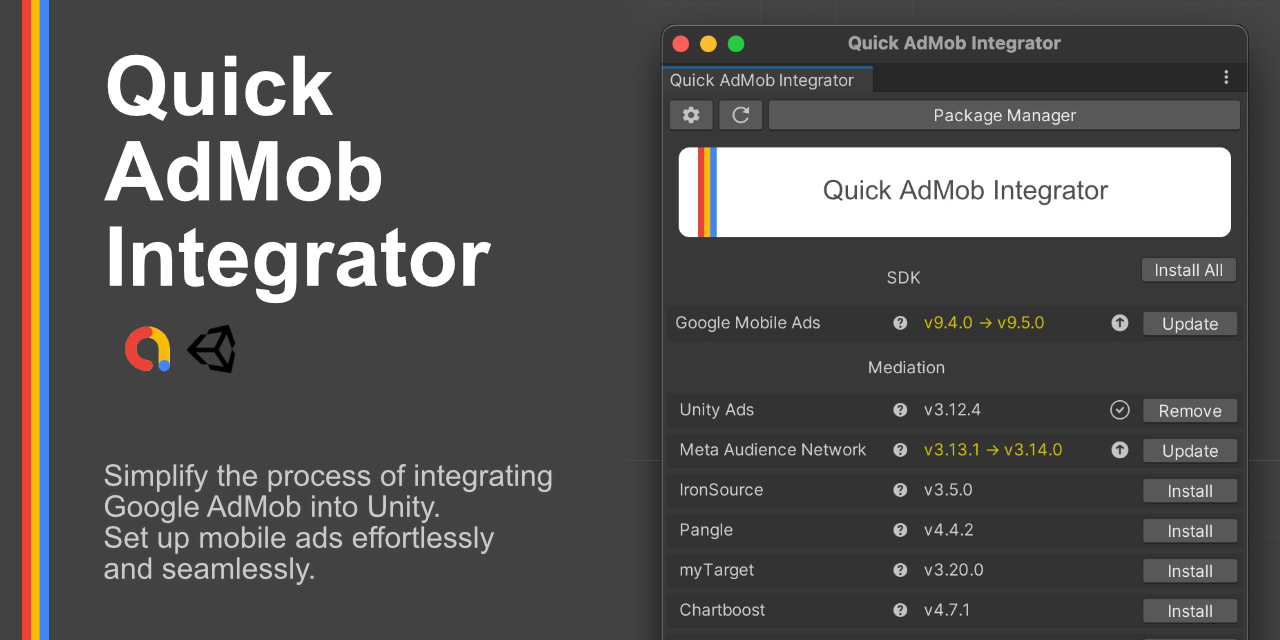 Quick
AdMob
Integrator
Simplify the process of integrating
Google AdMob into Unity.
Set up mobile ads effortlessly
and seamlessly.
Quick AdMob Integrator
Quick AdMob Integrator
Package Manager
Quick AdMob Integrator
SDK
Install All
Google Mobile Ads ? v9.4.0 → v9.5.0 Update
Mediation
Unity Ads ? v3.12.4 Remove
Meta Audience Network ? v3.13.1 → v3.14.0 Update
IronSource ? v3.5.0 Install
Pangle ? v4.4.2 Install
myTarget ? v3.20.0 Install
Chartboost ? v4.7.1 Install